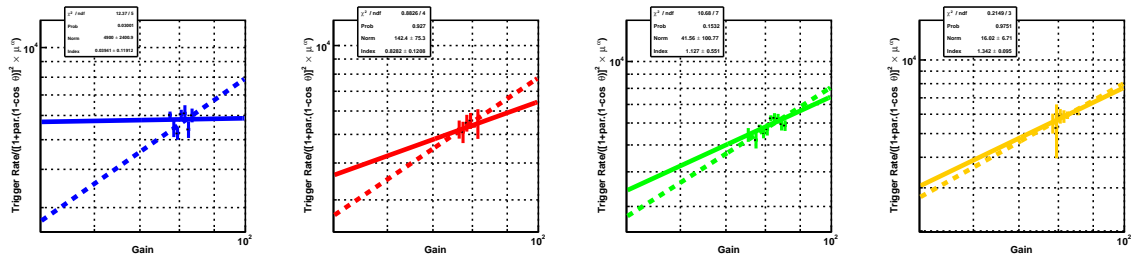 χ² / ndf 12.37 / 5
Prob 0.03001
Norm 4900 ± 2400.9
Index 0.03941 ± 0.11912
10⁴
Trigger Rate/([1+par.(1-cos θ)]² × μ^α)
Gain
10²
χ² / ndf 0.8826 / 4
Prob 0.927
Norm 142.4 ± 75.3
Index 0.8282 ± 0.1208
10⁴
Trigger Rate/([1+par.(1-cos θ)]² × μ^α)
Gain
10²
χ² / ndf 10.68 / 7
Prob 0.1532
Norm 41.56 ± 100.77
Index 1.127 ± 0.551
10⁴
Trigger Rate/([1+par.(1-cos θ)]² × μ^α)
Gain
10²
χ² / ndf 0.2149 / 3
Prob 0.9751
Norm 16.02 ± 6.71
Index 1.342 ± 0.095
10⁴
Trigger Rate/([1+par.(1-cos θ)]² × μ^α)
Gain
10²